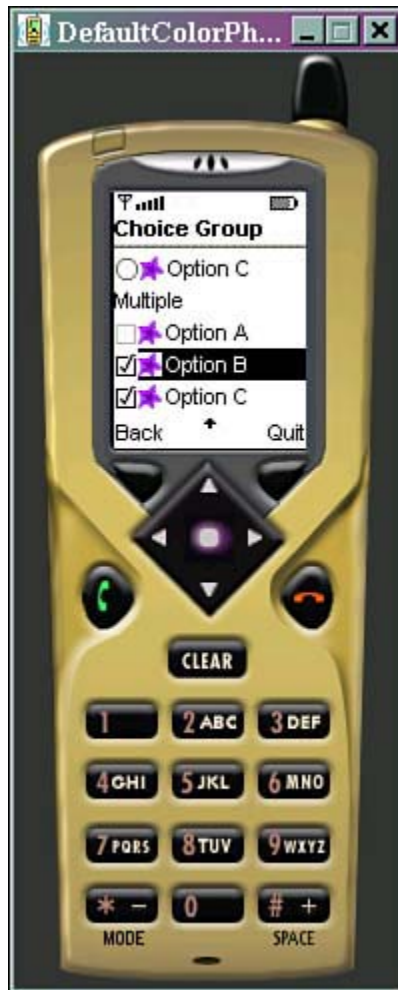 DefaultColorPh...
Choice Group
Option C
Multiple
Option A
Option B
Option C
Back Quit
CLEAR
1 2 ABC 3 DEF
4 GHI 5 JKL 6 MNO
7 PQRS 8 TUV 9 WXYZ
* - 0 # +
MODE SPACE